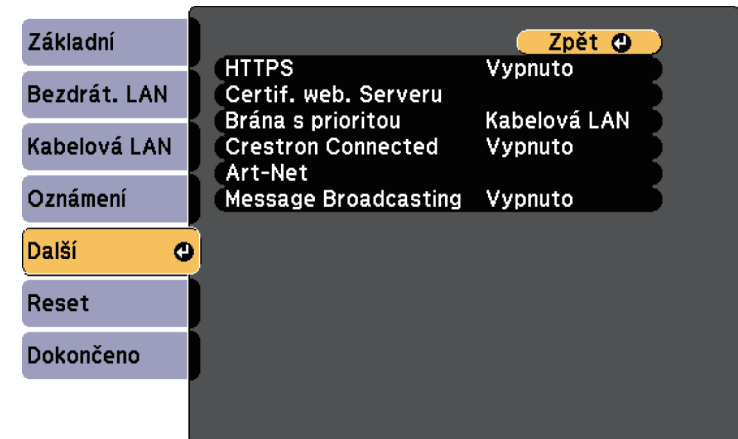 Základní
Bezdrát. LAN
Kabelová LAN
Oznámení
Další
Reset
Dokončeno
Zpět
HTTPS Vypnuto
Certif. web. Serveru
Brána s prioritou Kabelová LAN
Crestron Connected Vypnuto
Art-Net
Message Broadcasting Vypnuto